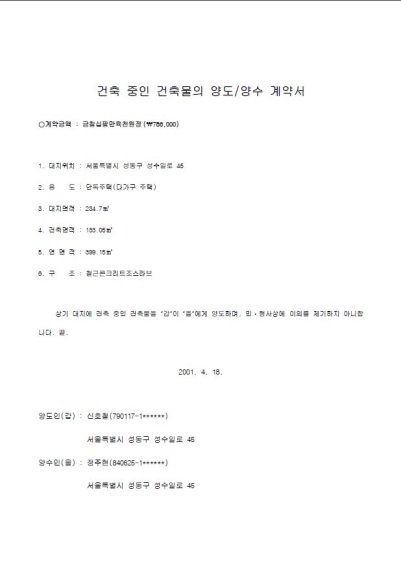 건축 중인 건축물의 양도/양수 계약서
○계약금액 : 금칠십팔만육천원정(₩786,000)
1. 대지위치 : 서울특별시 성동구 성수일로 45
2. 용 도 : 단독주택(다가구 주택)
3. 대지면적 : 234.7㎡
4. 건축면적 : 133.05㎡
5. 연 면 적 : 399.15㎡
6. 구 조 : 철근콘크리트조스라브
상기 대지에 건축 중인 건축물을 "갑"이 "을"에게 양도하며, 민·형사상에 이의를 제기하지 아니합
니다. 끝.
2001. 4. 18.
양도인(갑) : 신호철(790117-1******)
서울특별시 성동구 성수일로 45
양수인(을) : 정주현(840625-1******)
서울특별시 성동구 성수일로 45